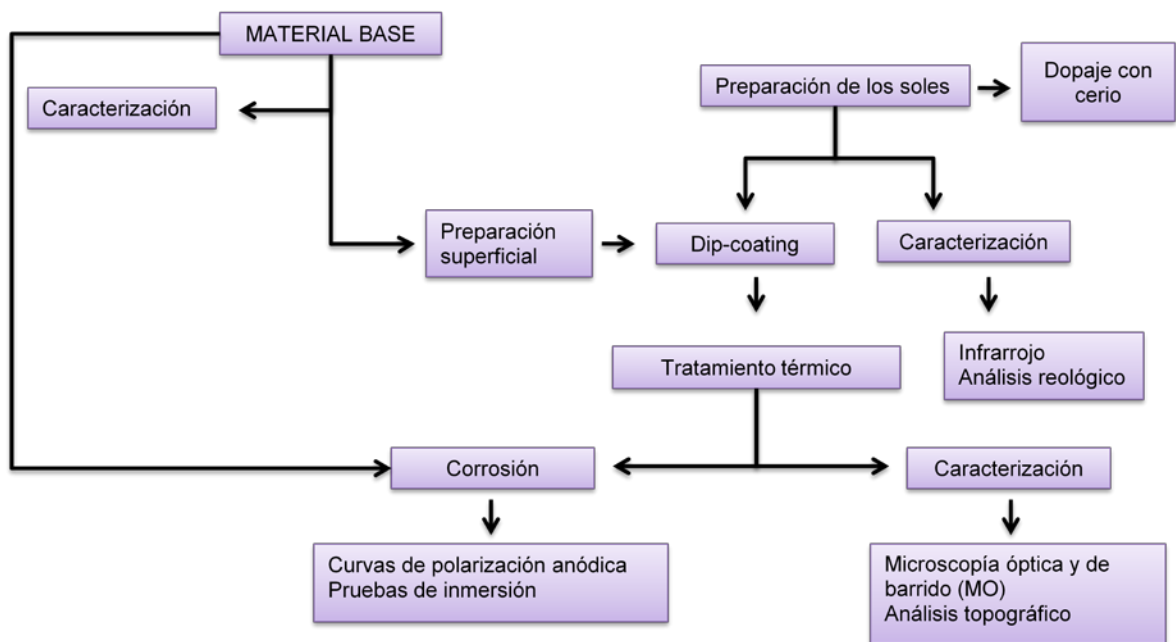 MATERIAL BASE
Preparación de los soles
Dopaje con
cerio
Caracterización
Preparación
superficial
Dip-coating
Caracterización
Tratamiento térmico
Infrarrojo
Análisis reológico
Corrosión
Caracterización
Curvas de polarización anódica
Pruebas de inmersión
Microscopía óptica y de
barrido (MO)
Análisis topográfico